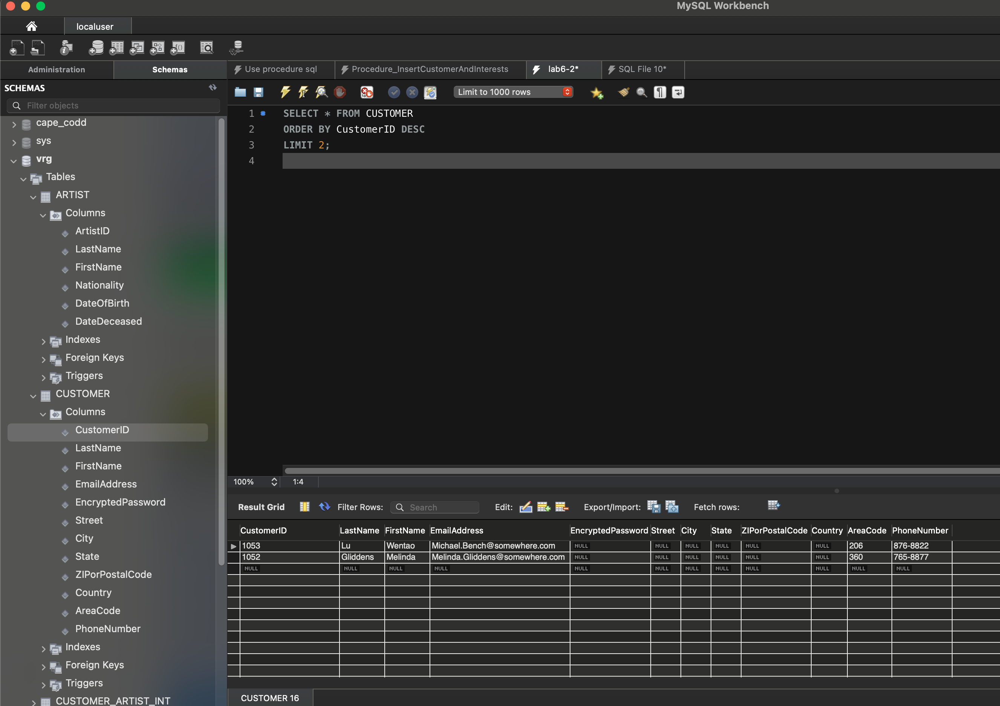 MySQL Workbench
localuser
Administration
Schemas
Use procedure sql
Procedure_InsertCustomerAndInterests
lab6-2*
SQL File 10*
SCHEMAS
Filter objects
Limit to 1000 rows
cape_codd
sys
vrg
Tables
ARTIST
Columns
ArtistID
LastName
FirstName
Nationality
DateOfBirth
DateDeceased
Indexes
Foreign Keys
Triggers
CUSTOMER
Columns
CustomerID
LastName
FirstName
EmailAddress
EncryptedPassword
Street
City
State
ZIPorPostalCode
Country
AreaCode
PhoneNumber
Indexes
Foreign Keys
Triggers
CUSTOMER_ARTIST_INT
1 SELECT * FROM CUSTOMER
2 ORDER BY CustomerID DESC
3 LIMIT 2;
4
100% 1:4
Result Grid Filter Rows: Search Edit: Export/Import: Fetch rows:
CustomerID LastName FirstName EmailAddress EncryptedPassword Street City State ZIPorPostalCode Country AreaCode PhoneNumber
1053 Lu Wentao Michael.Bench@somewhere.com NULL NULL NULL NULL NULL NULL 206 876-8822
1052 Gliddens Melinda Melinda.Gliddens@somewhere.com NULL NULL NULL NULL NULL NULL 360 765-8877
NULL NULL NULL NULL NULL NULL NULL NULL NULL NULL NULL NULL
CUSTOMER 16